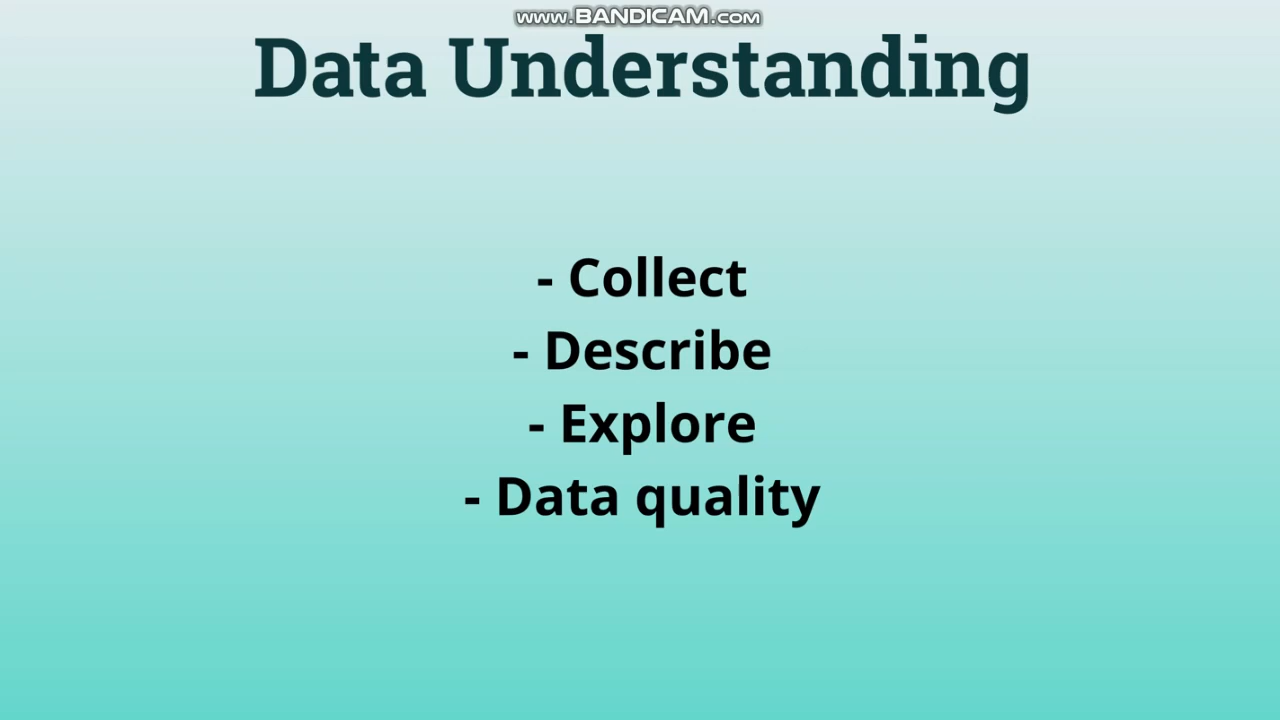 www.BANDICAM.com
Data Understanding
- Collect
- Describe
- Explore
- Data quality